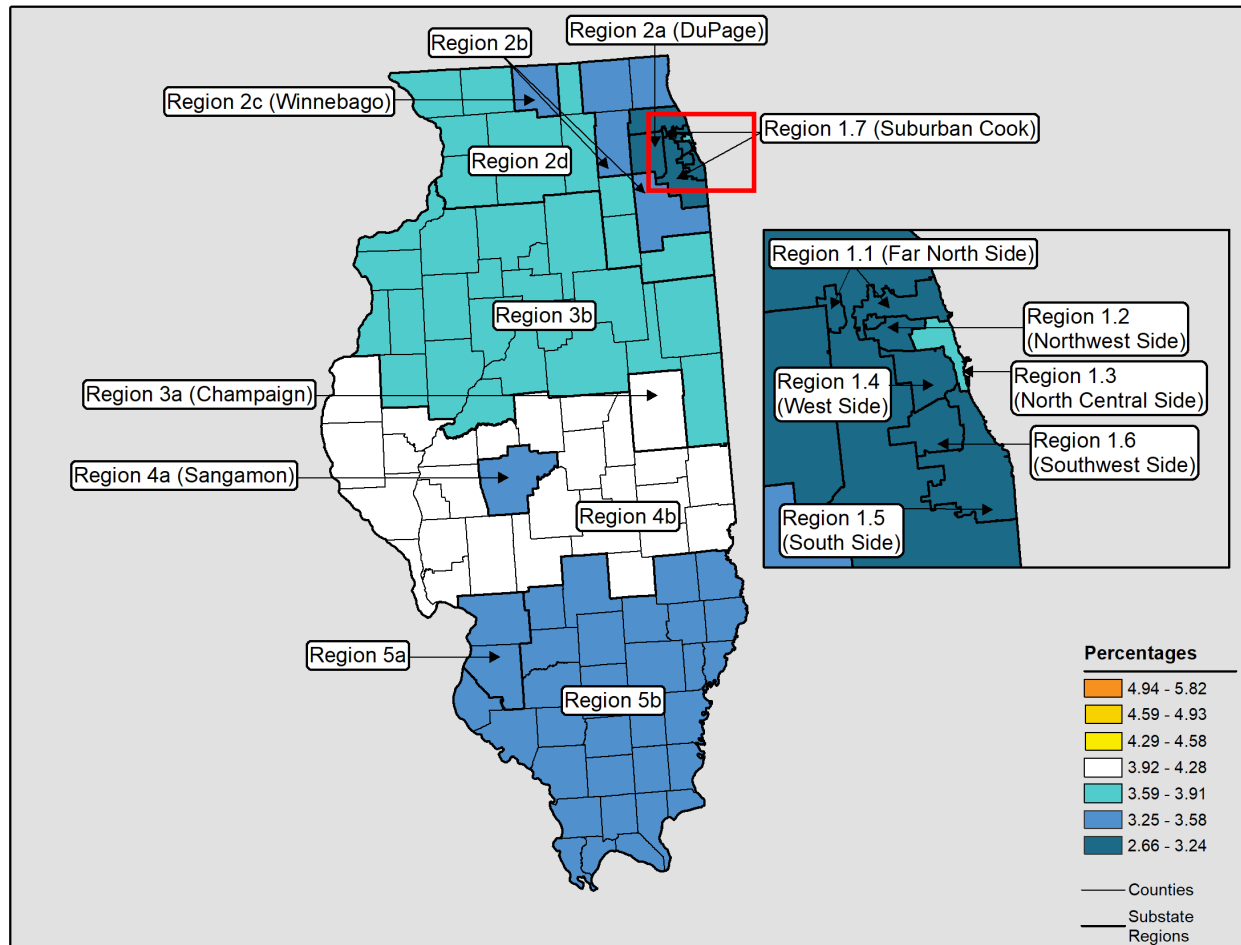 Region 2a (DuPage)
Region 2b
Region 2c (Winnebago)
Region 1.7 (Suburban Cook)
Region 2d
Region 1.1 (Far North Side)
Region 3b
Region 1.2
(Northwest Side)
Region 1.4
(West Side)
Region 1.3
(North Central Side)
Region 3a (Champaign)
Region 1.6
(Southwest Side)
Region 4a (Sangamon)
Region 4b
Region 1.5
(South Side)
Region 5a
Region 5b
Percentages
4.94 - 5.82
4.59 - 4.93
4.29 - 4.58
3.92 - 4.28
3.59 - 3.91
3.25 - 3.58
2.66 - 3.24
Counties
Substate
Regions